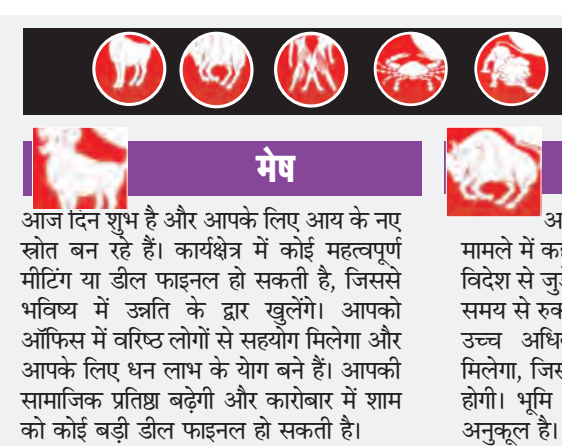 मेष
आज दिन शुभ है और आपके लिए आय के नए
स्रोत बन रहे हैं। कार्यक्षेत्र में कोई महत्वपूर्ण
मीटिंग या डील फाइनल हो सकती है, जिससे
भविष्य में उन्नति के द्वार खुलेंगे। आपको
ऑफिस में वरिष्ठ लोगों से सहयोग मिलेगा और
आपके लिए धन लाभ के योग बने हैं। आपकी
सामाजिक प्रतिष्ठा बढ़ेगी और कारोबार में शाम
को कोई बड़ी डील फाइनल हो सकती है।
मामले में
विदेश से
समय से
उच्च
मिलेगा,
होगी। भूमि
अनुकूल है।